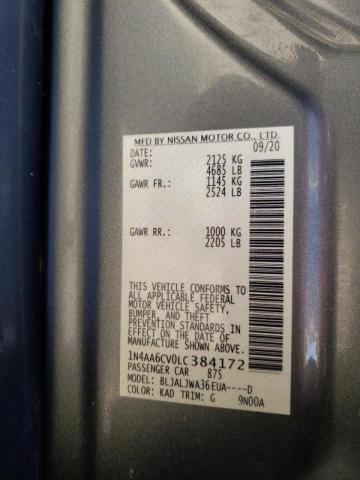 MFD BY NISSAN MOTOR CO., LTD.
DATE: 09/20
GVWR: 2125 KG
4685 LB
GAWR FR.: 1145 KG
2524 LB
GAWR RR.: 1000 KG
2205 LB
THIS VEHICLE CONFORMS TO
ALL APPLICABLE FEDERAL
MOTOR VEHICLE SAFETY,
BUMPER, AND THEFT
PREVENTION STANDARDS IN
EFFECT ON THE DATE OF
MANUFACTURE SHOWN ABOVE.
1N4AA6CV0LC384172
PASSENGER CAR 875
MODEL: BLJALJWA36EUA----D
COLOR: KAD TRIM: G 9N00A